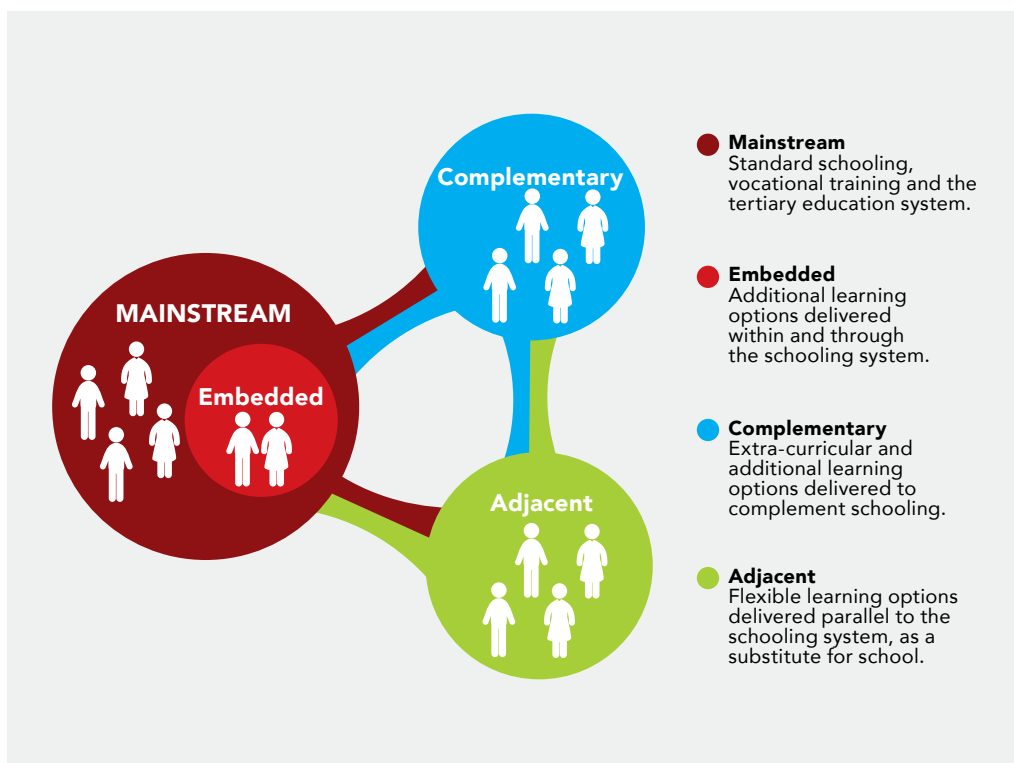 Complementary
MAINSTREAM
Embedded
Adjacent
Mainstream
Standard schooling,
vocational training and the
tertiary education system.
Embedded
Additional learning
options delivered
within and through
the schooling system.
Complementary
Extra-curricular and
additional learning
options delivered to
complement schooling.
Adjacent
Flexible learning options
delivered parallel to the
schooling system, as a
substitute for school.